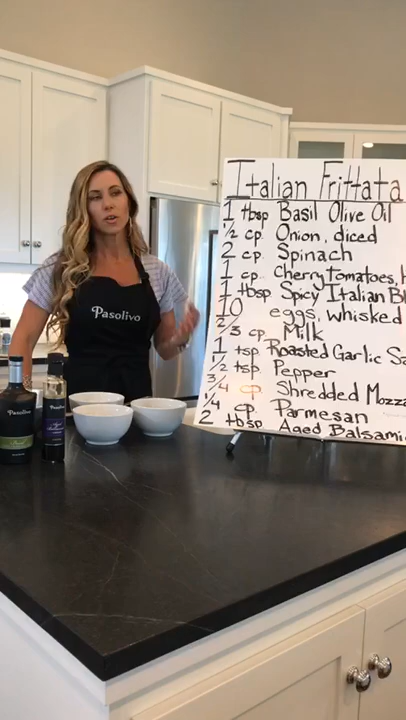 Italian Frittata
1 tbsp Basil Olive Oil
½ cp Onion, diced
2 cp Spinach
1 cp Cherry tomatoes,
1 tbsp Spicy Italian
10 eggs, whisked
2/3 cp Milk
1 tsp Roasted Garlic
1/2 tsp Pepper
3/4 cp Shredded
1/4 cp Parmesan
2 tbsp Aged Balsamic
Pasolivo
Pasolivo
Pasolivo